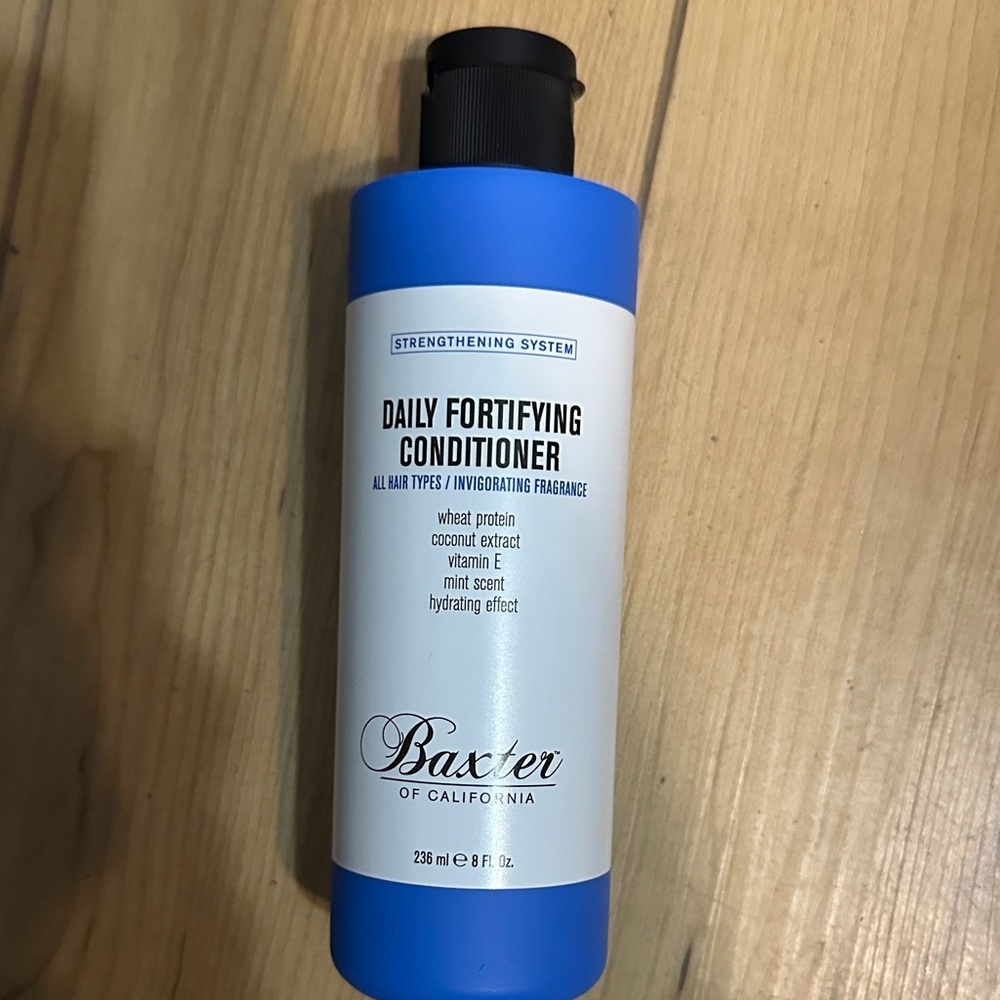 STRENGTHENING SYSTEM
DAILY FORTIFYING
CONDITIONER
ALL HAIR TYPES / INVIGORATING FRAGRANCE
wheat protein
coconut extract
vitamin E
mint scent
hydrating effect
Baxter™
OF CALIFORNIA
236 ml ℮ 8 Fl. Oz.